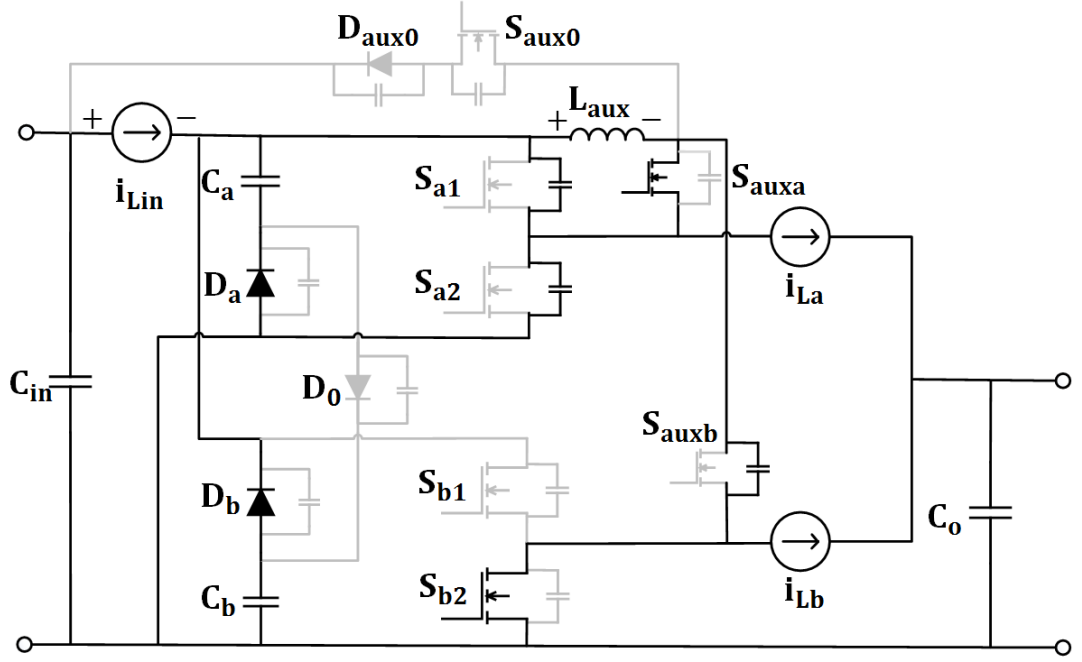 Daux0
Saux0
Laux
+
−
+
−
iLin
Ca
Sa1
Sauxa
Da
Sa2
iLa
Cin
D0
Sauxb
Db
Sb1
Co
Cb
Sb2
iLb